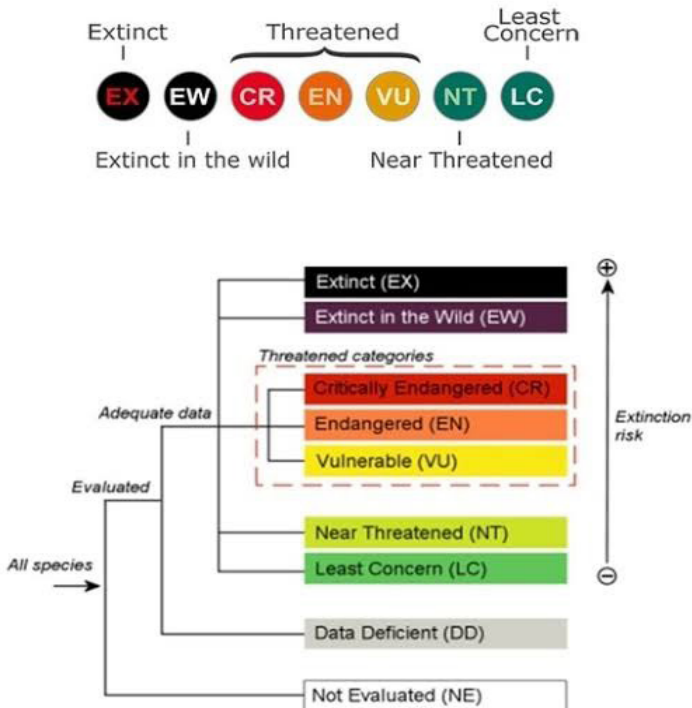 Extinct
Threatened
Least
Concern
EX
EW
CR
EN
VU
NT
LC
Extinct in the wild
Near Threatened
Extinct (EX)
Extinct in the Wild (EW)
Threatened categories
Critically Endangered (CR)
Adequate data
Endangered (EN)
Extinction
risk
Vulnerable (VU)
Evaluated
Near Threatened (NT)
All species
Least Concern (LC)
Data Deficient (DD)
Not Evaluated (NE)